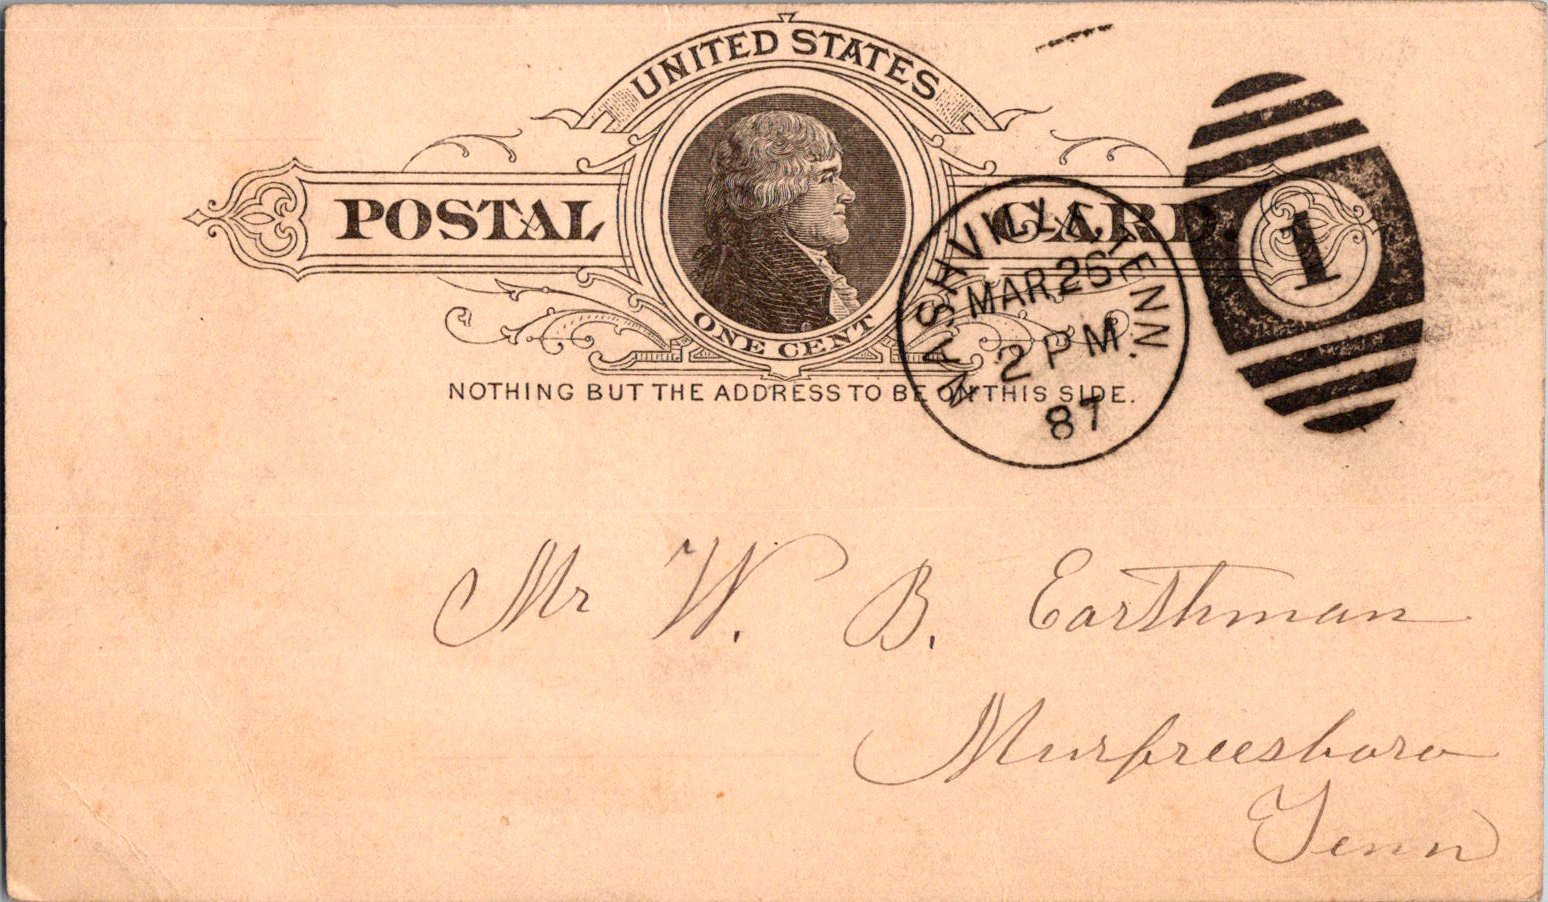 UNITED STATES
POSTAL CARD
ONE CENT
NOTHING BUT THE ADDRESS TO BE ON THIS SIDE.
NASHVILLE, TENN.
MAR 26
2 PM
87
1
Mr W. B. Earthman
Murfreesboro
Tenn